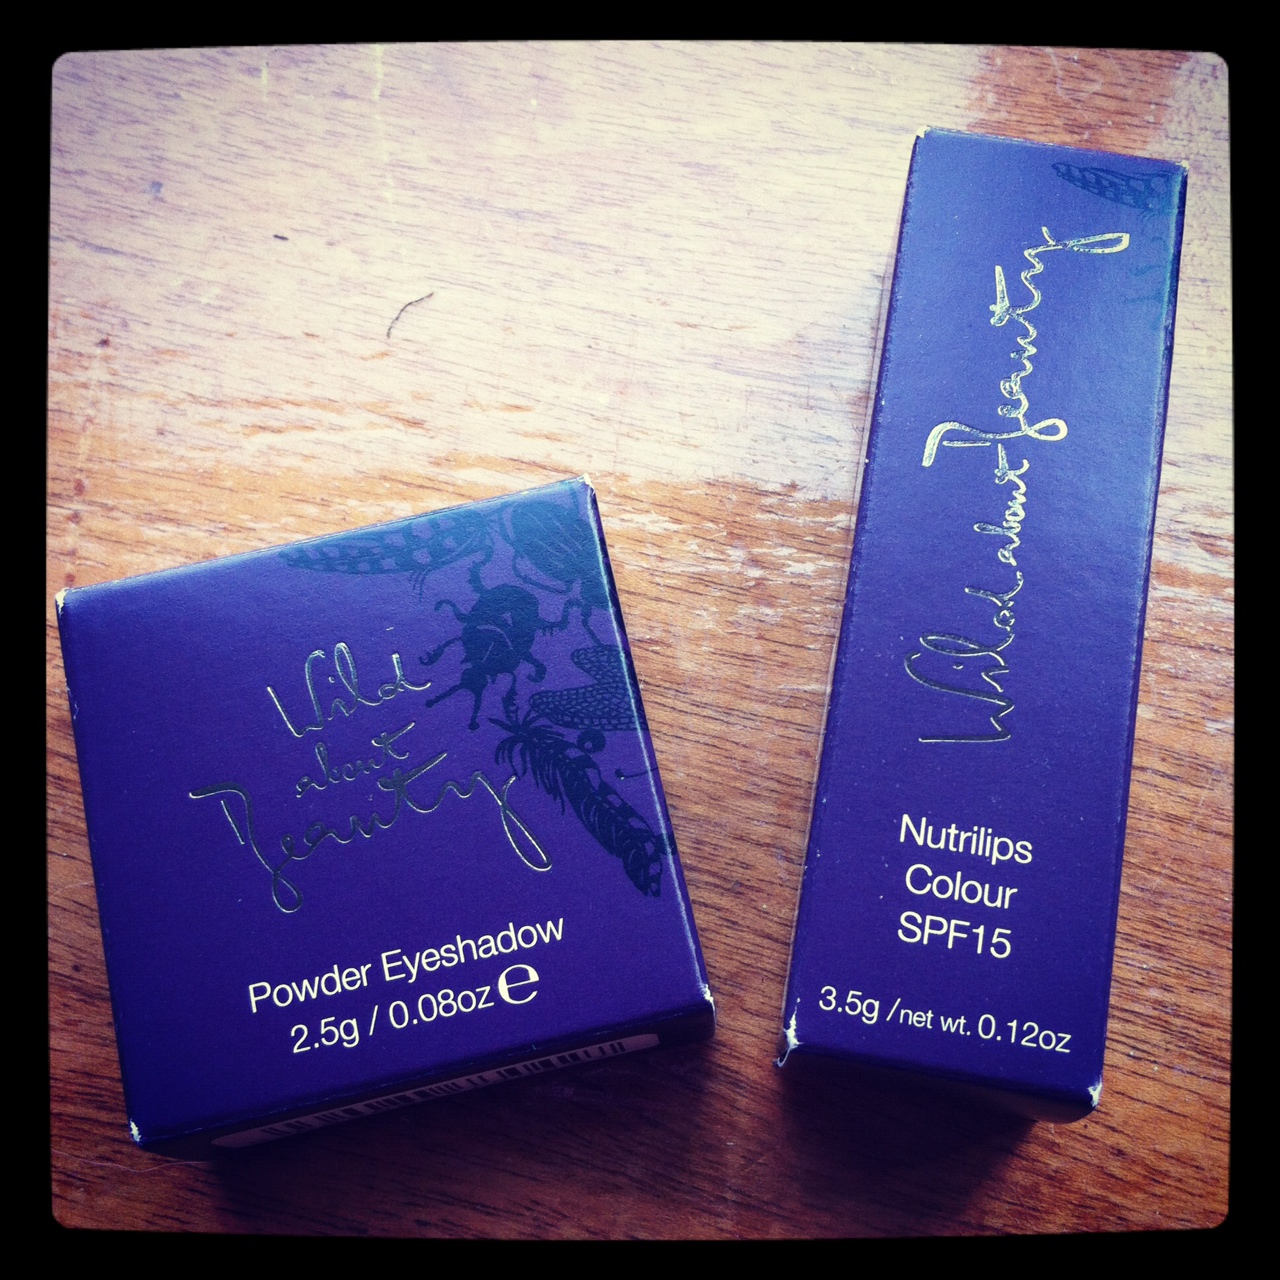 Wild
about
Beauty
Powder Eyeshadow
2.5g / 0.08oz e
Wild about Beauty
Nutrilips
Colour
SPF15
3.5g / net wt. 0.12oz